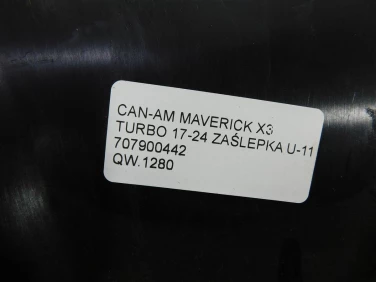 CAN-AM MAVERICK X3
TURBO 17-24 ZAŚLEPKA U-11
707900442
QW.1280